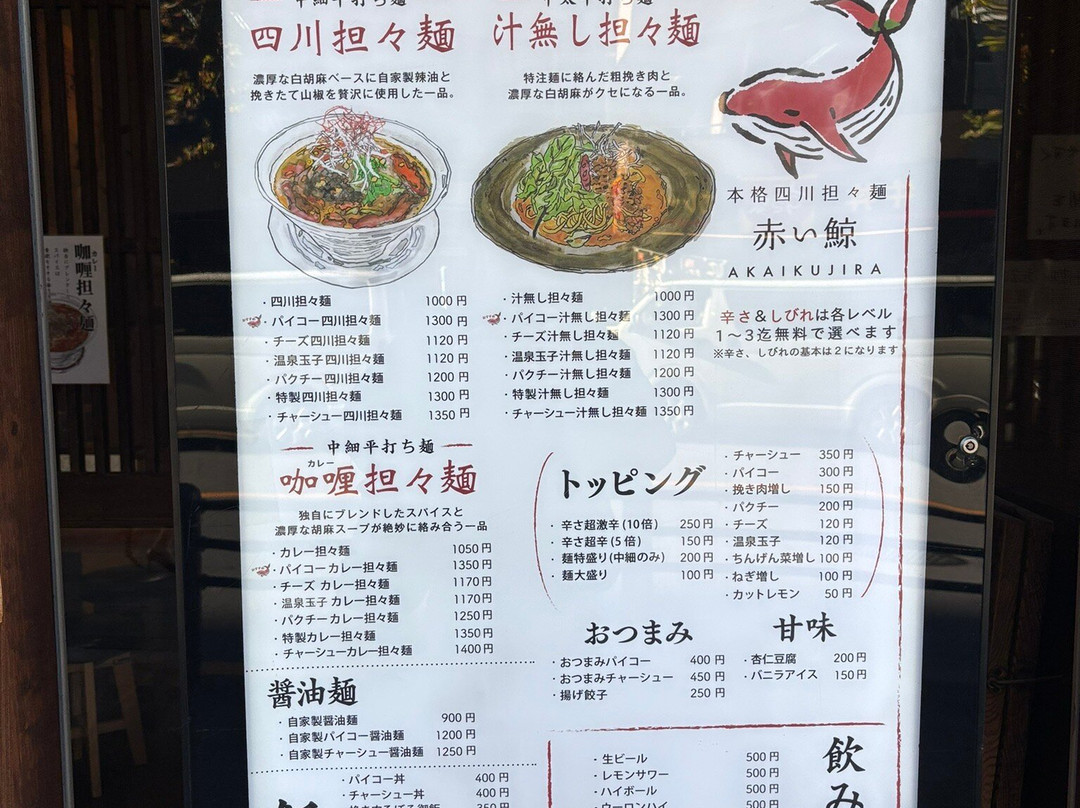 中細平打ち麺
四川担々麺
濃厚な白胡麻ベースに自家製辣油と
挽きたて山椒を贅沢に使用した一品。
・四川担々麺 1000円
・パイコー四川担々麺 1300円
・チーズ四川担々麺 1120円
・温泉玉子四川担々麺 1120円
・パクチー四川担々麺 1200円
・特製四川担々麺 1300円
・チャーシュー四川担々麺 1350円
中太平打ち麺
汁無し担々麺
特注麺に絡んだ粗挽き肉と
濃厚な白胡麻がクセになる一品。
・汁無し担々麺 1000円
・パイコー汁無し担々麺 1300円
・チーズ汁無し担々麺 1120円
・温泉玉子汁無し担々麺 1120円
・パクチー汁無し担々麺 1200円
・特製汁無し担々麺 1300円
・チャーシュー汁無し担々麺 1350円
本格四川担々麺
赤い鯨
AKAIKUJIRA
辛さ&しびれは各レベル
1〜3迄無料で選べます
※辛さ、しびれの基本は2になります
中細平打ち麺
カレー
咖喱担々麺
独自にブレンドしたスパイスと
濃厚な胡麻スープが絶妙に絡み合う一品
・カレー担々麺 1050円
・パイコーカレー担々麺 1350円
・チーズ カレー担々麺 1170円
・温泉玉子 カレー担々麺 1170円
・パクチーカレー担々麺 1250円
・特製カレー担々麺 1350円
・チャーシューカレー担々麺 1400円
トッピング
・辛さ超激辛(10倍) 250円
・辛さ超辛(5倍) 150円
・麺特盛り(中細のみ) 200円
・麺大盛り 100円
・チャーシュー 350円
・パイコー 300円
・挽き肉増し 150円
・パクチー 200円
・チーズ 120円
・温泉玉子 120円
・ちんげん菜増し 100円
・ねぎ増し 100円
・カットレモン 50円
おつまみ
・おつまみパイコー 400円
・おつまみチャーシュー 450円
・揚げ餃子 250円
甘味
・杏仁豆腐 200円
・バニラアイス 150円
醤油麺
・自家製醤油麺 900円
・自家製パイコー醤油麺 1200円
・自家製チャーシュー醤油麺 1250円
・パイコー丼 400円
・チャーシュー丼 400円
350円
飲み
・生ビール 500円
・レモンサワー 500円
・ハイボール 500円
・ウーロンハイ 500円
カレー
咖喱担々麺